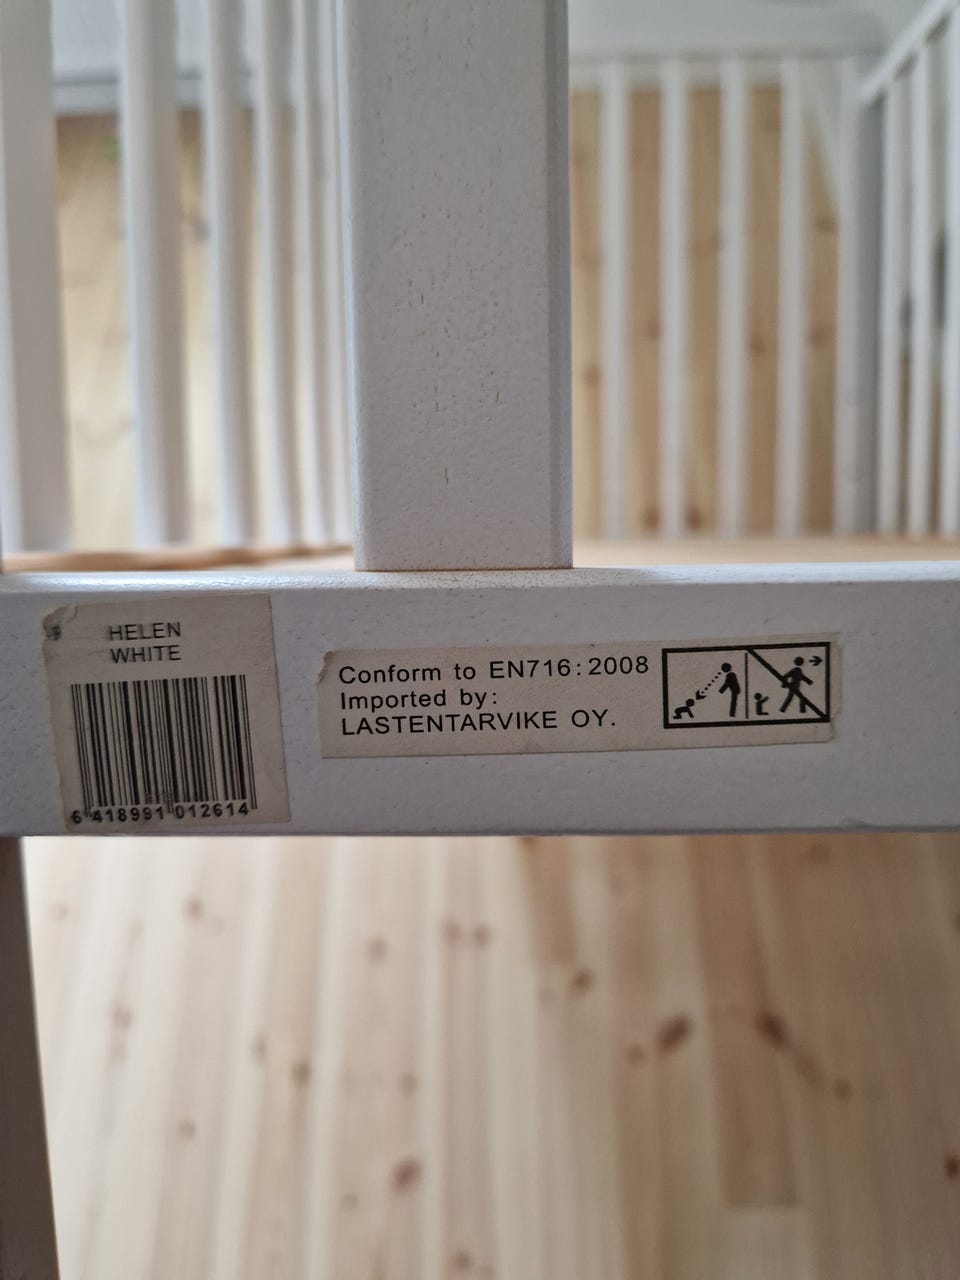 HELEN
WHITE
6 418991 012614
Conform to EN716:2008
Imported by:
LASTENTARVIKE OY.